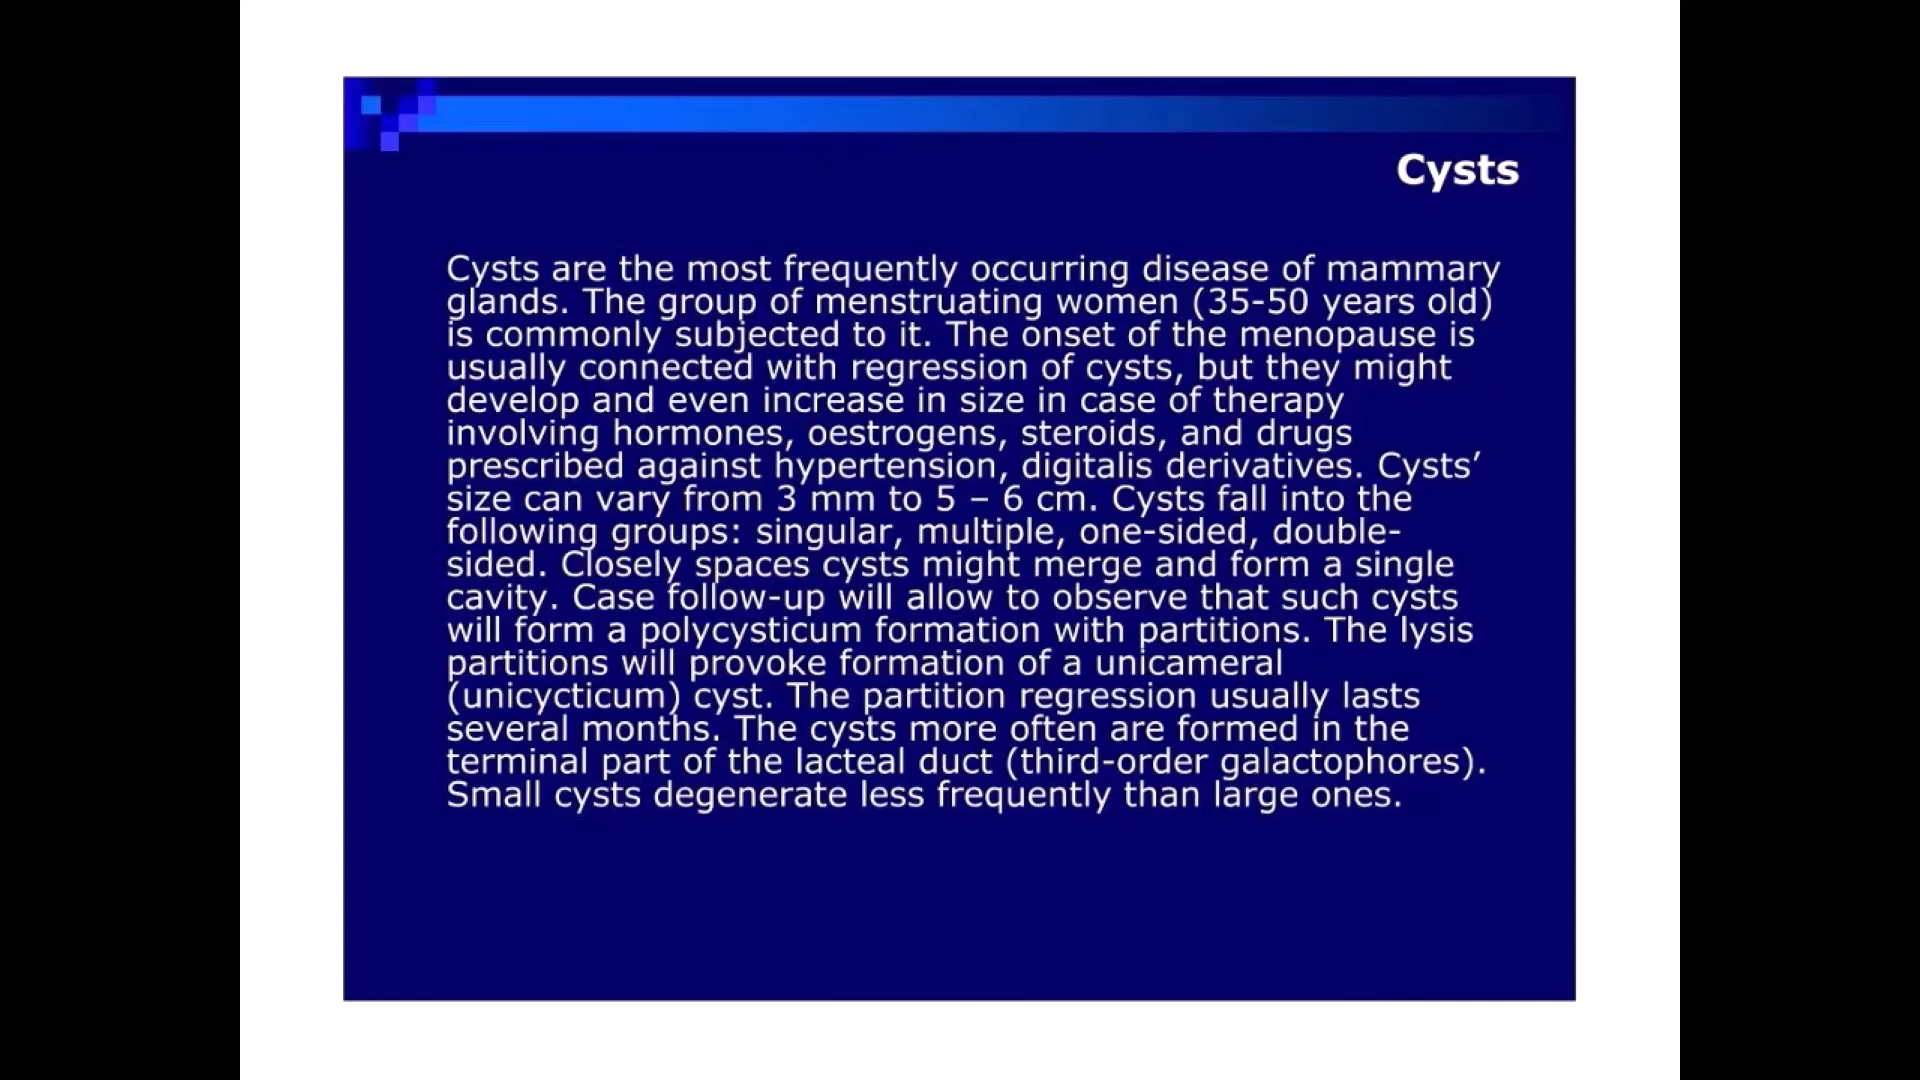 Cysts
Cysts are the most frequently occurring disease of mammary
glands. The group of menstruating women (35-50 years old)
is commonly subjected to it. The onset of the menopause is
usually connected with regression of cysts, but they might
develop and even increase in size in case of therapy
involving hormones, oestrogens, steroids, and drugs
prescribed against hypertension, digitalis derivatives. Cysts’
size can vary from 3 mm to 5 – 6 cm. Cysts fall into the
following groups: singular, multiple, one-sided, double-
sided. Closely spaces cysts might merge and form a single
cavity. Case follow-up will allow to observe that such cysts
will form a polycysticum formation with partitions. The lysis
partitions will provoke formation of a unicameral
(unicycticum) cyst. The partition regression usually lasts
several months. The cysts more often are formed in the
terminal part of the lacteal duct (third-order galactophores).
Small cysts degenerate less frequently than large ones.